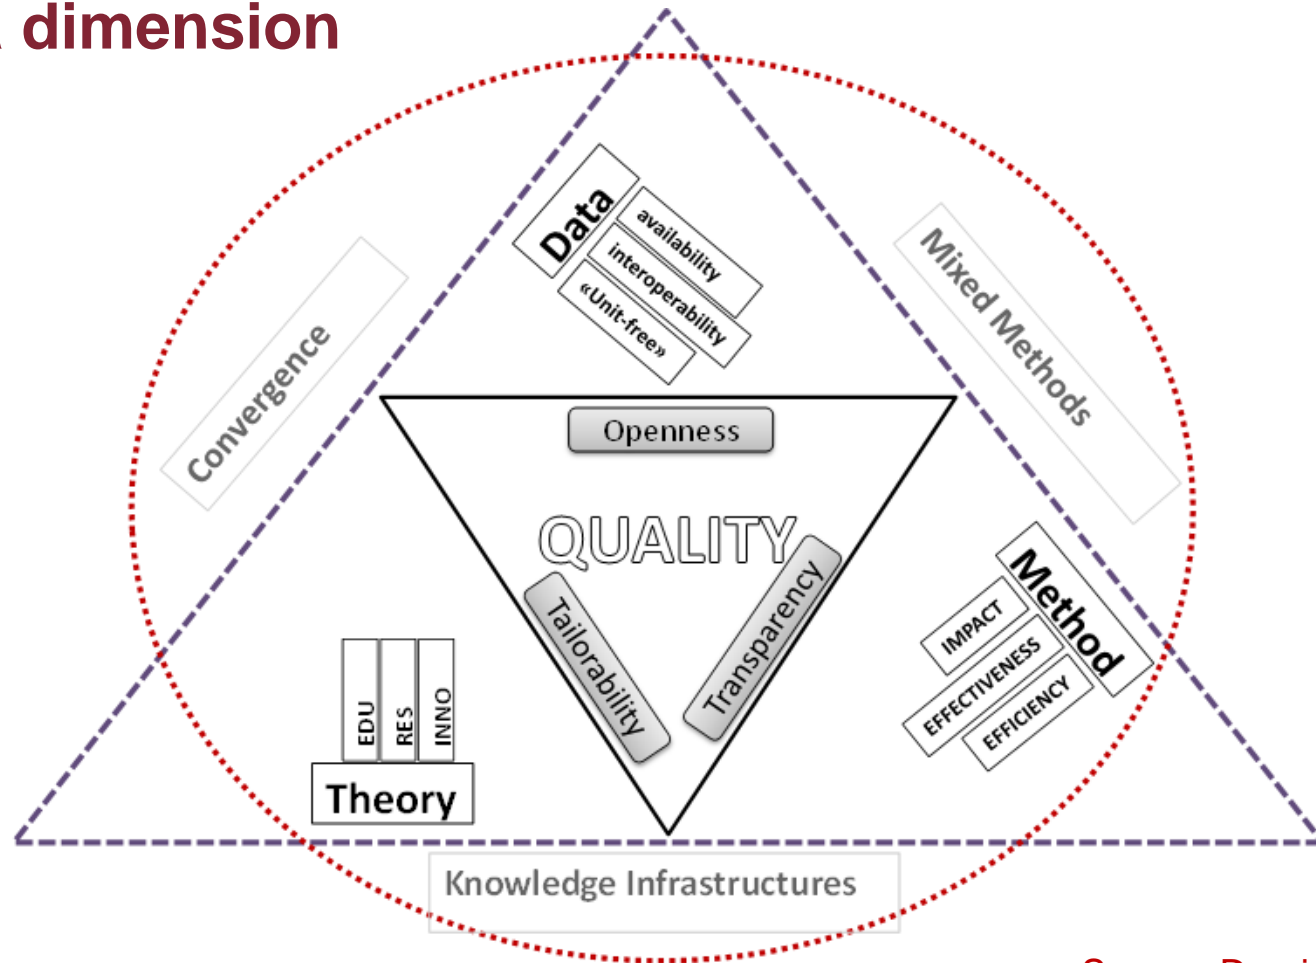 dimension
Data
availability
interoperability
«Unit-free»
Convergence
Mixed Methods
Openness
QUALITY
Tailorability
Transparency
Method
IMPACT
EFFECTIVENESS
EFFICIENCY
EDU
RES
INNO
Theory
Knowledge Infrastructures